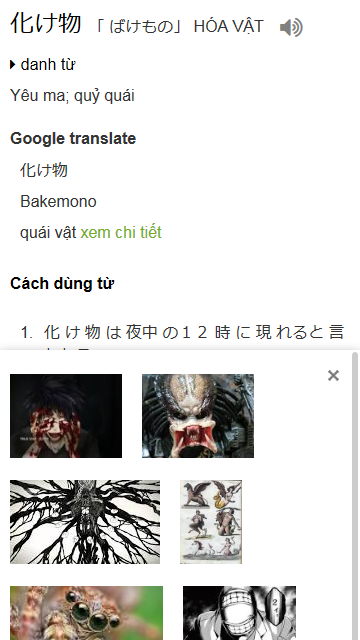 化け物 「 ばけもの」 HÓA VẬT
danh từ
Yêu ma; quỷ quái
Google translate
化け物
Bakemono
quái vật xem chi tiết
Cách dùng từ
1. 化 け 物 は 夜中 の 1 2 時 に 現 れると 言